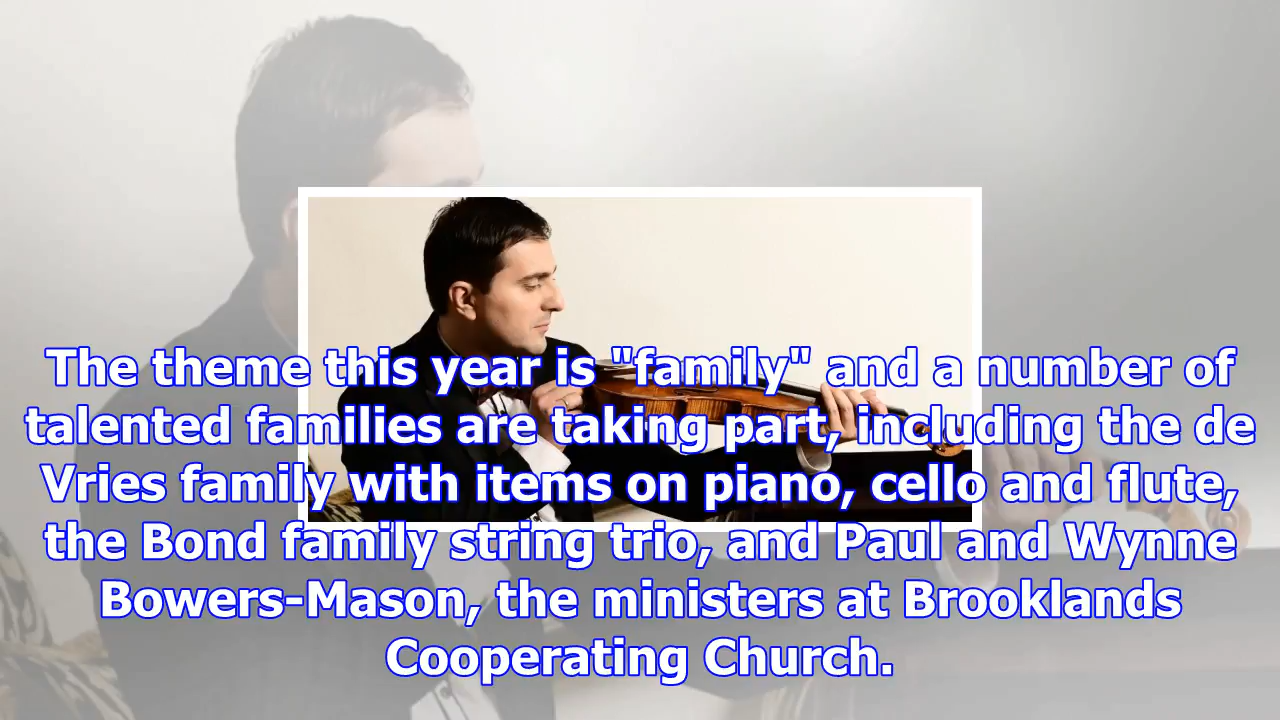 The theme this year is "family" and a number of
talented families are taking part, including the de
Vries family with items on piano, cello and flute,
the Bond family string trio, and Paul and Wynne
Bowers-Mason, the ministers at Brooklands
Cooperating Church.